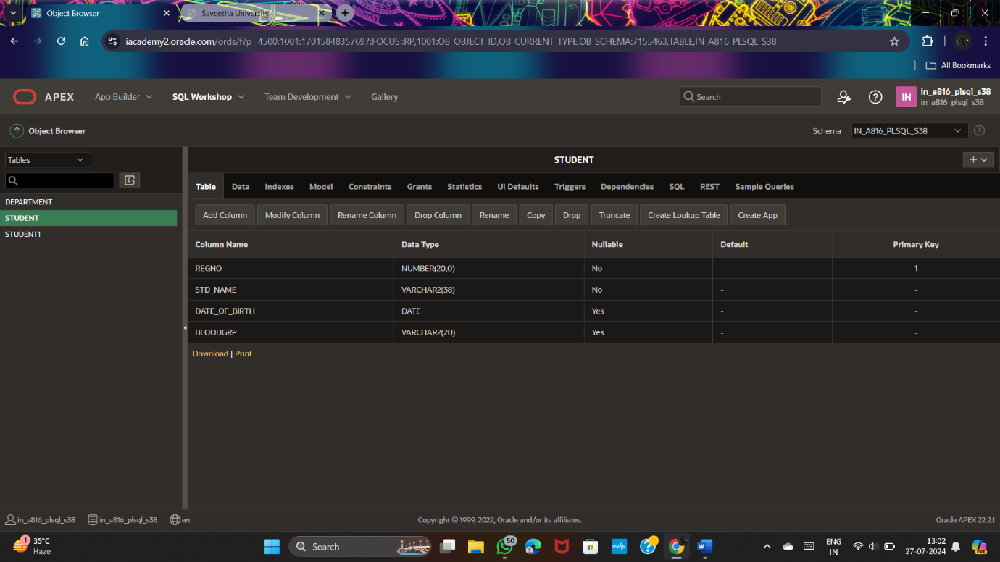 Object Browser
Saveetha University
iacademy2.oracle.com/ords/f?p=4500:1001:17015848357697:FOCUS::RP,1001:OB_OBJECT_ID,OB_CURRENT_TYPE,OB_SCHEMA:7155463,TABLE,IN_A816_PLSQL_S38
All Bookmarks
APEX App Builder SQL Workshop Team Development Gallery Search IN in_a816_plsql_s38
in_a816_plsql_s38
Object Browser Schema IN_A816_PLSQL_S38
Tables
STUDENT
Table Data Indexes Model Constraints Grants Statistics UI Defaults Triggers Dependencies SQL REST Sample Queries
DEPARTMENT
STUDENT
STUDENT1
Add Column Modify Column Rename Column Drop Column Rename Copy Drop Truncate Create Lookup Table Create App
Column Name Data Type Nullable Default Primary Key
REGNO NUMBER(20,0) No - 1
STD_NAME VARCHAR2(38) No - -
DATE_OF_BIRTH DATE Yes - -
BLOODGRP VARCHAR2(20) Yes - -
Download | Print
in_a816_plsql_s38 in_a816_plsql_s38 en Copyright © 1999, 2022, Oracle and/or its affiliates. Oracle APEX 22.2.1
1 35°C
Haze
Search
50
myhp
W
PRE
ENG
IN
13:02
27-07-2024